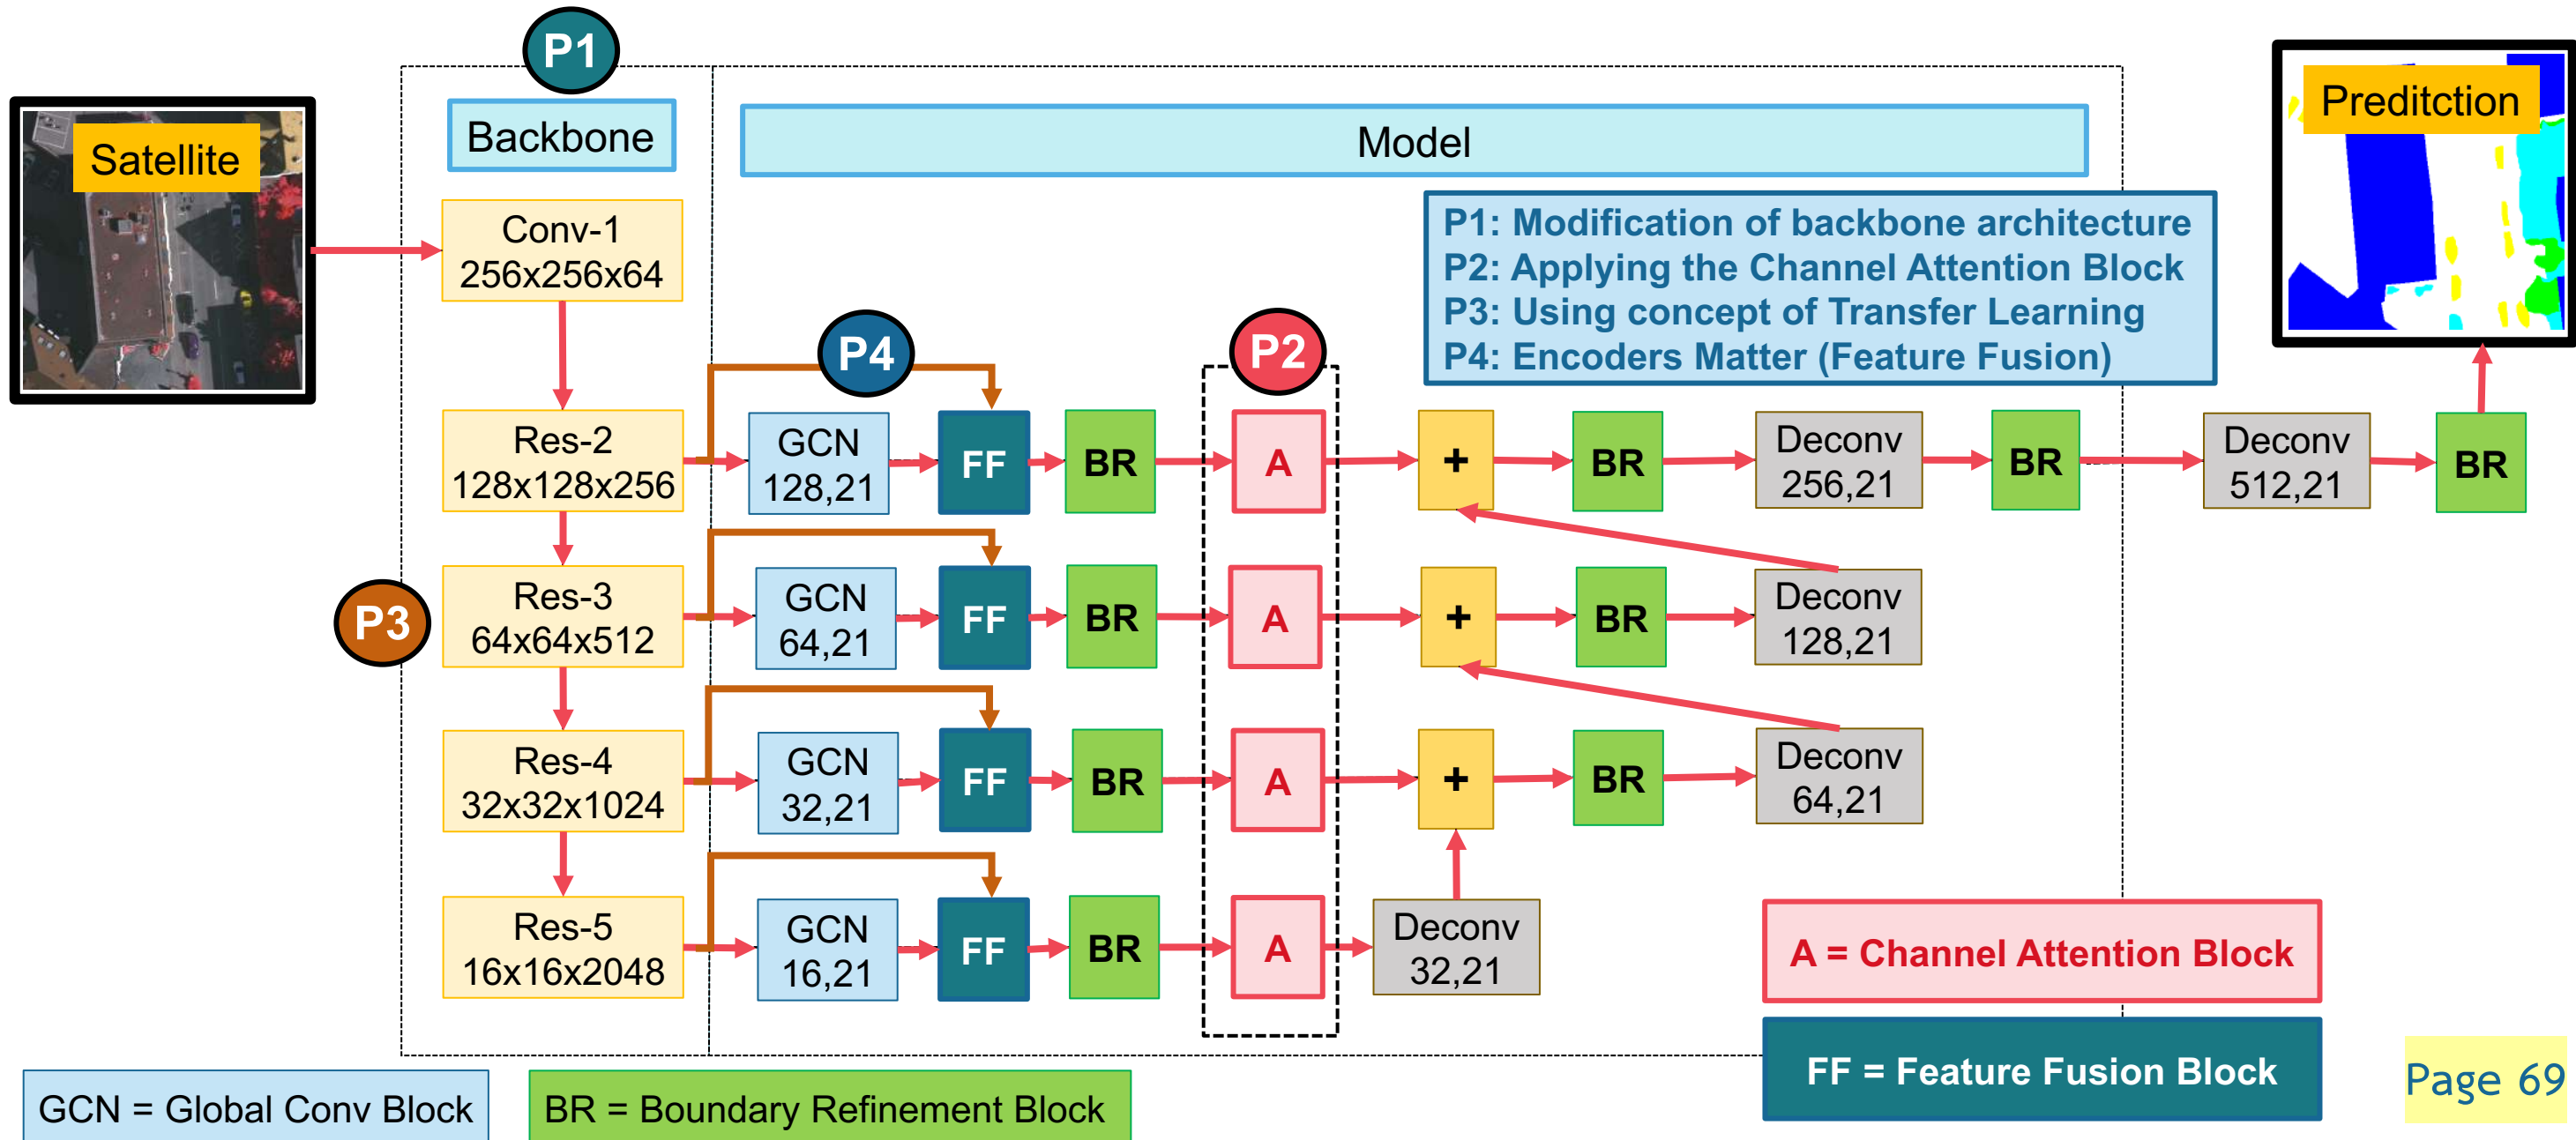 P1
Backbone
Model
Satellite
Preditction
Conv-1
256x256x64
P1: Modification of backbone architecture
P2: Applying the Channel Attention Block
P3: Using concept of Transfer Learning
P4: Encoders Matter (Feature Fusion)
P4
P2
Res-2
128x128x256
GCN
128,21
FF
BR
A
+
BR
Deconv
256,21
BR
Deconv
512,21
BR
P3
Res-3
64x64x512
GCN
64,21
FF
BR
A
+
BR
Deconv
128,21
Res-4
32x32x1024
GCN
32,21
FF
BR
A
+
BR
Deconv
64,21
Res-5
16x16x2048
GCN
16,21
FF
BR
A
Deconv
32,21
A = Channel Attention Block
FF = Feature Fusion Block
GCN = Global Conv Block
BR = Boundary Refinement Block
Page 69